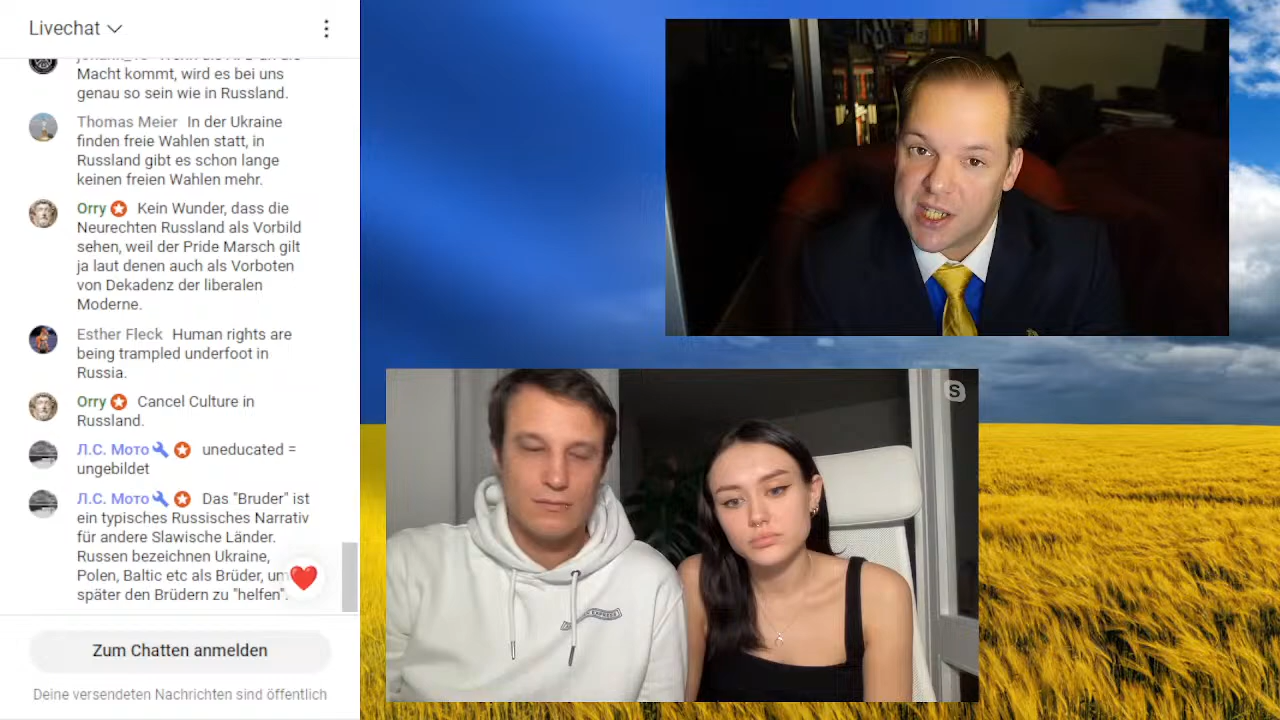 Livechat
Macht kommt, wird es bei uns
genau so sein wie in Russland.
Thomas Meier In der Ukraine
finden freie Wahlen statt, in
Russland gibt es schon lange
keinen freien Wahlen mehr.
Orry Kein Wunder, dass die
Neurechten Russland als Vorbild
sehen, weil der Pride Marsch gilt
ja laut denen auch als Vorboten
von Dekadenz der liberalen
Moderne.
Esther Fleck Human rights are
being trampled underfoot in
Russia.
Orry Cancel Culture in
Russland.
Л.С. Мото uneducated =
ungebildet
Л.С. Мото Das "Bruder" ist
ein typisches Russisches Narrativ
für andere Slawische Länder.
Russen bezeichnen Ukraine,
Polen, Baltic etc als Brüder, um
später den Brüdern zu "helfen".
Zum Chatten anmelden
Deine versendeten Nachrichten sind öffentlich
S